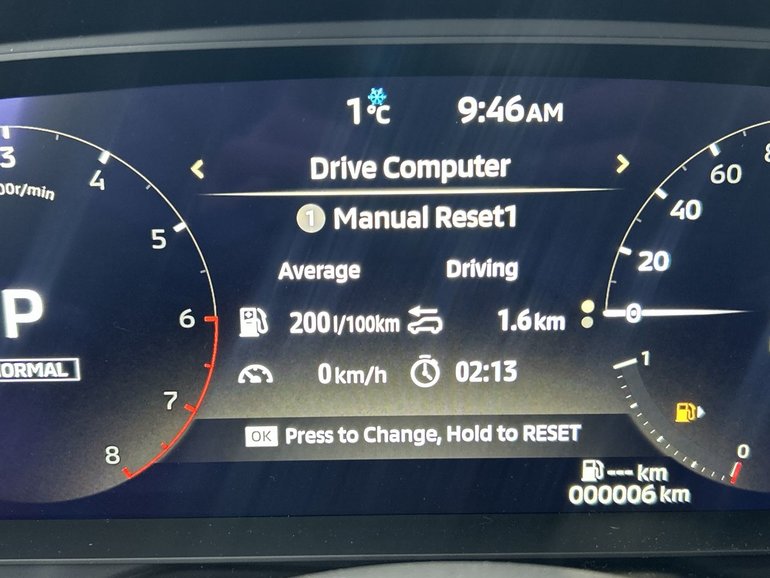 1°C 9:46AM
< Drive Computer >
1 Manual Reset1
Average Driving
200 l/100km 1.6 km
0 km/h 02:13
OK Press to Change, Hold to RESET
--- km
000006 km
3
4
5
6
7
8
00r/min
P
ORMAL
60
40
20
0
1
0